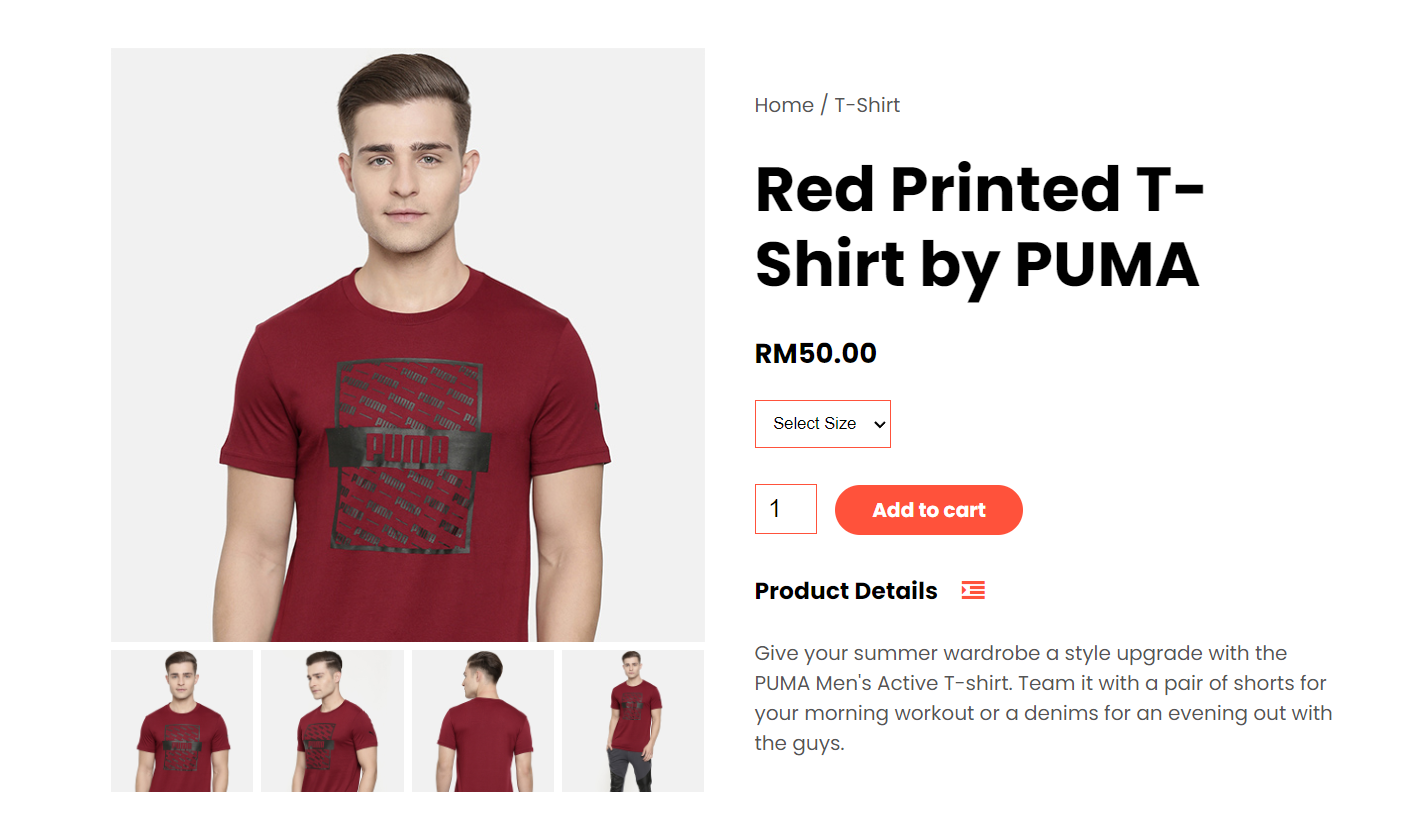 Home / T-Shirt
Red Printed T-
Shirt by PUMA
RM50.00
Select Size
1
Add to cart
Product Details
Give your summer wardrobe a style upgrade with the
PUMA Men's Active T-shirt. Team it with a pair of shorts for
your morning workout or a denims for an evening out with
the guys.
PUMA